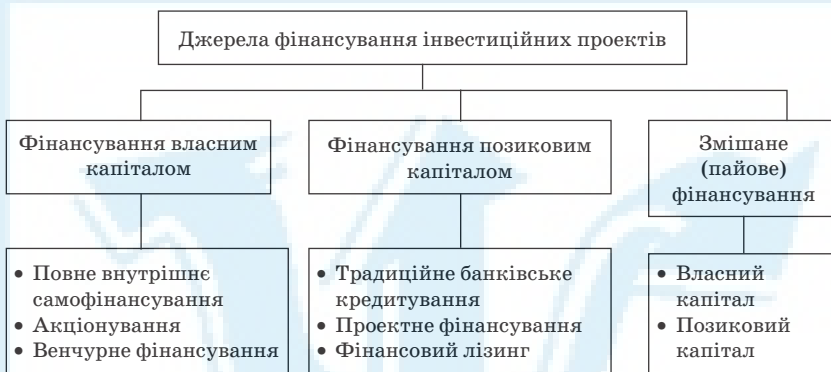 Джерела фінансування інвестиційних проектів
Фінансування власним
капіталом
Фінансування позиковим
капіталом
Змішане
(пайове)
фінансування
• Повне внутрішнє
самофінансування
• Акціонування
• Венчурне фінансування
• Традиційне банківське
кредитування
• Проектне фінансування
• Фінансовий лізинг
• Власний
капітал
• Позиковий
капітал